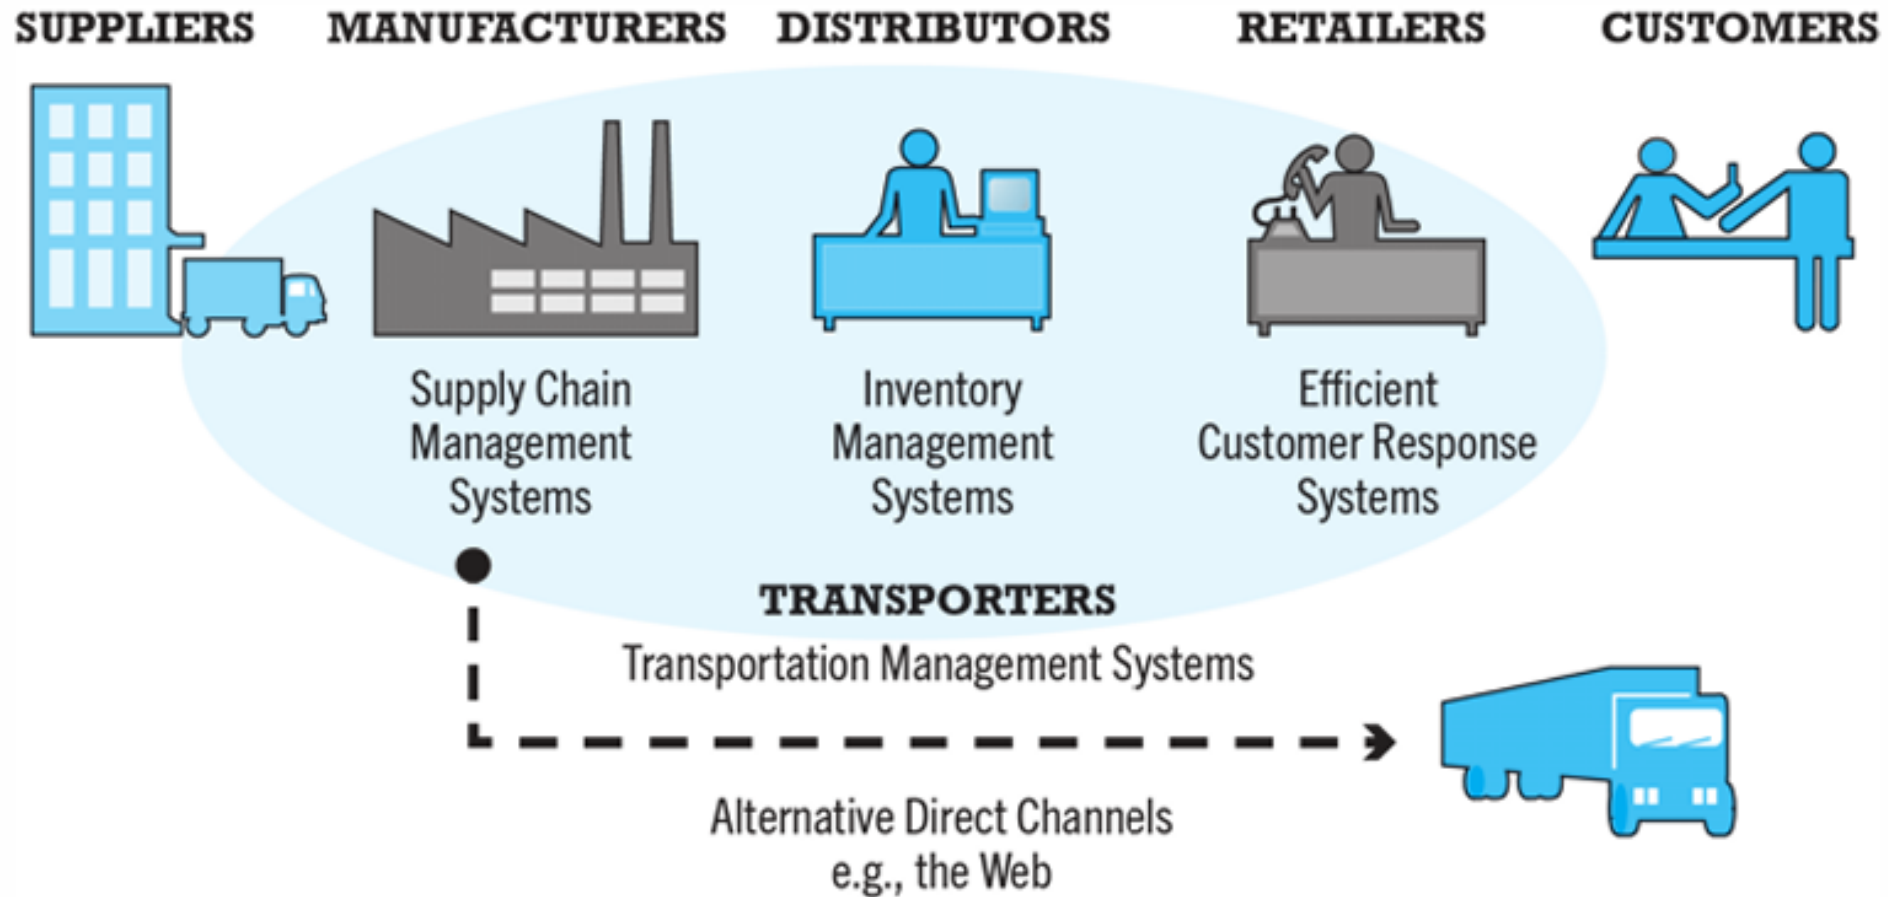 SUPPLIERS MANUFACTURERS DISTRIBUTORS RETAILERS CUSTOMERS
Supply Chain
Management
Systems
Inventory
Management
Systems
Efficient
Customer Response
Systems
TRANSPORTERS
Transportation Management Systems
Alternative Direct Channels
e.g., the Web